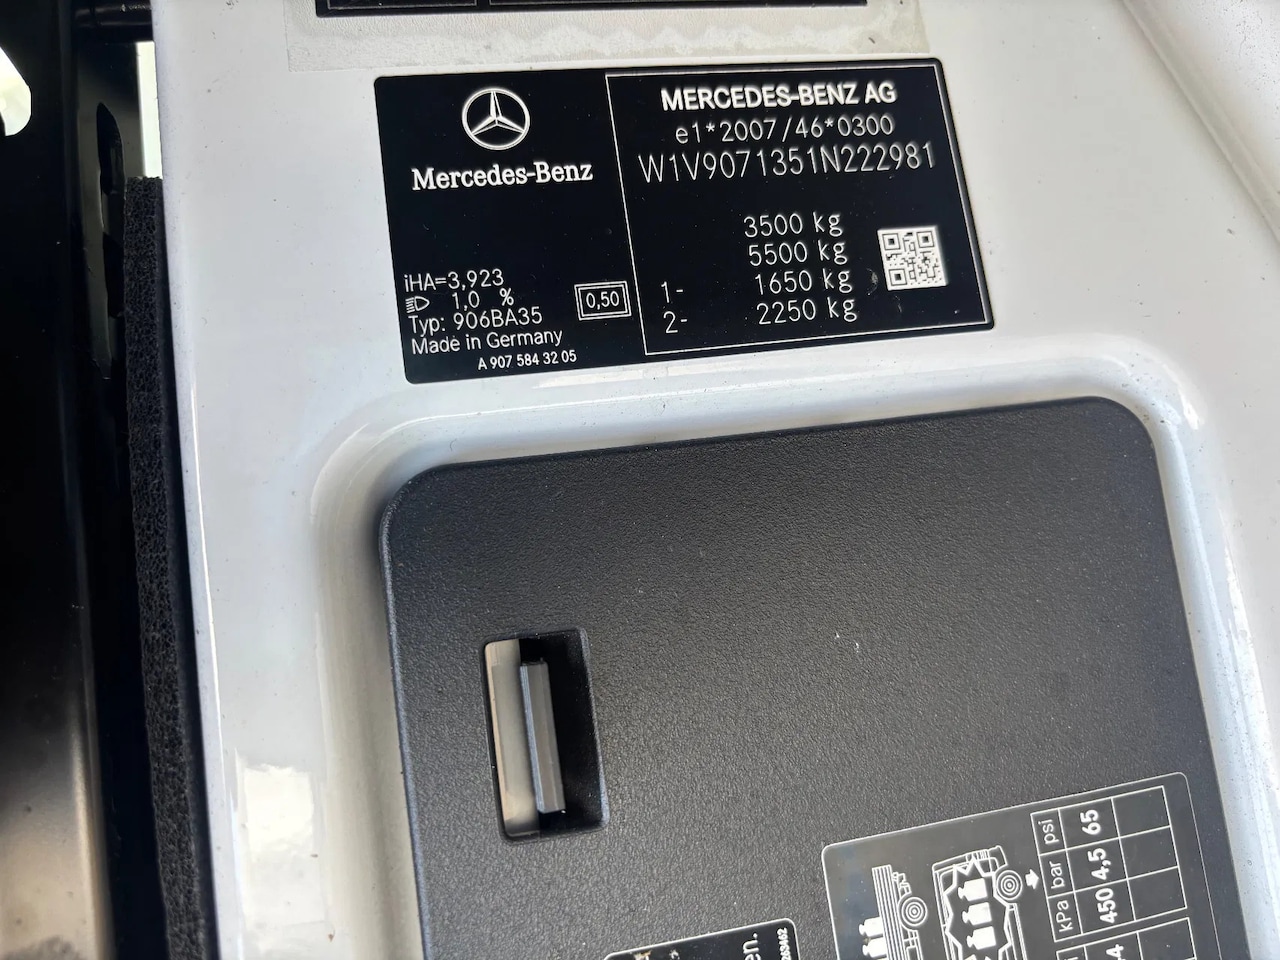 Mercedes-Benz
MERCEDES-BENZ AG
e1*2007/46*0300
W1V9071351N222981
3500 kg
5500 kg
1- 1650 kg
2- 2250 kg
iHA=3,923
1,0 %
0,50
Typ: 906BA35
Made in Germany
A 907 584 32 05
kPa bar psi
450 4,5 65
en.